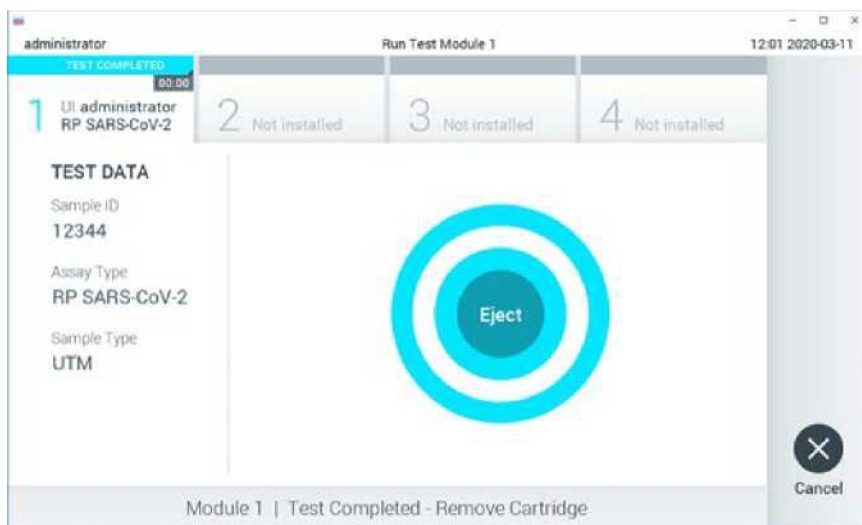 administrator Run Test Module 1 12:01 2020-03-11
TEST COMPLETED
00:00
1 UI administrator
RP SARS-CoV-2
2 Not installed
3 Not installed
4 Not installed
TEST DATA
Sample ID
12344
Assay Type
RP SARS-CoV-2
Sample Type
UTM
Eject
Cancel
Module 1 | Test Completed - Remove Cartridge